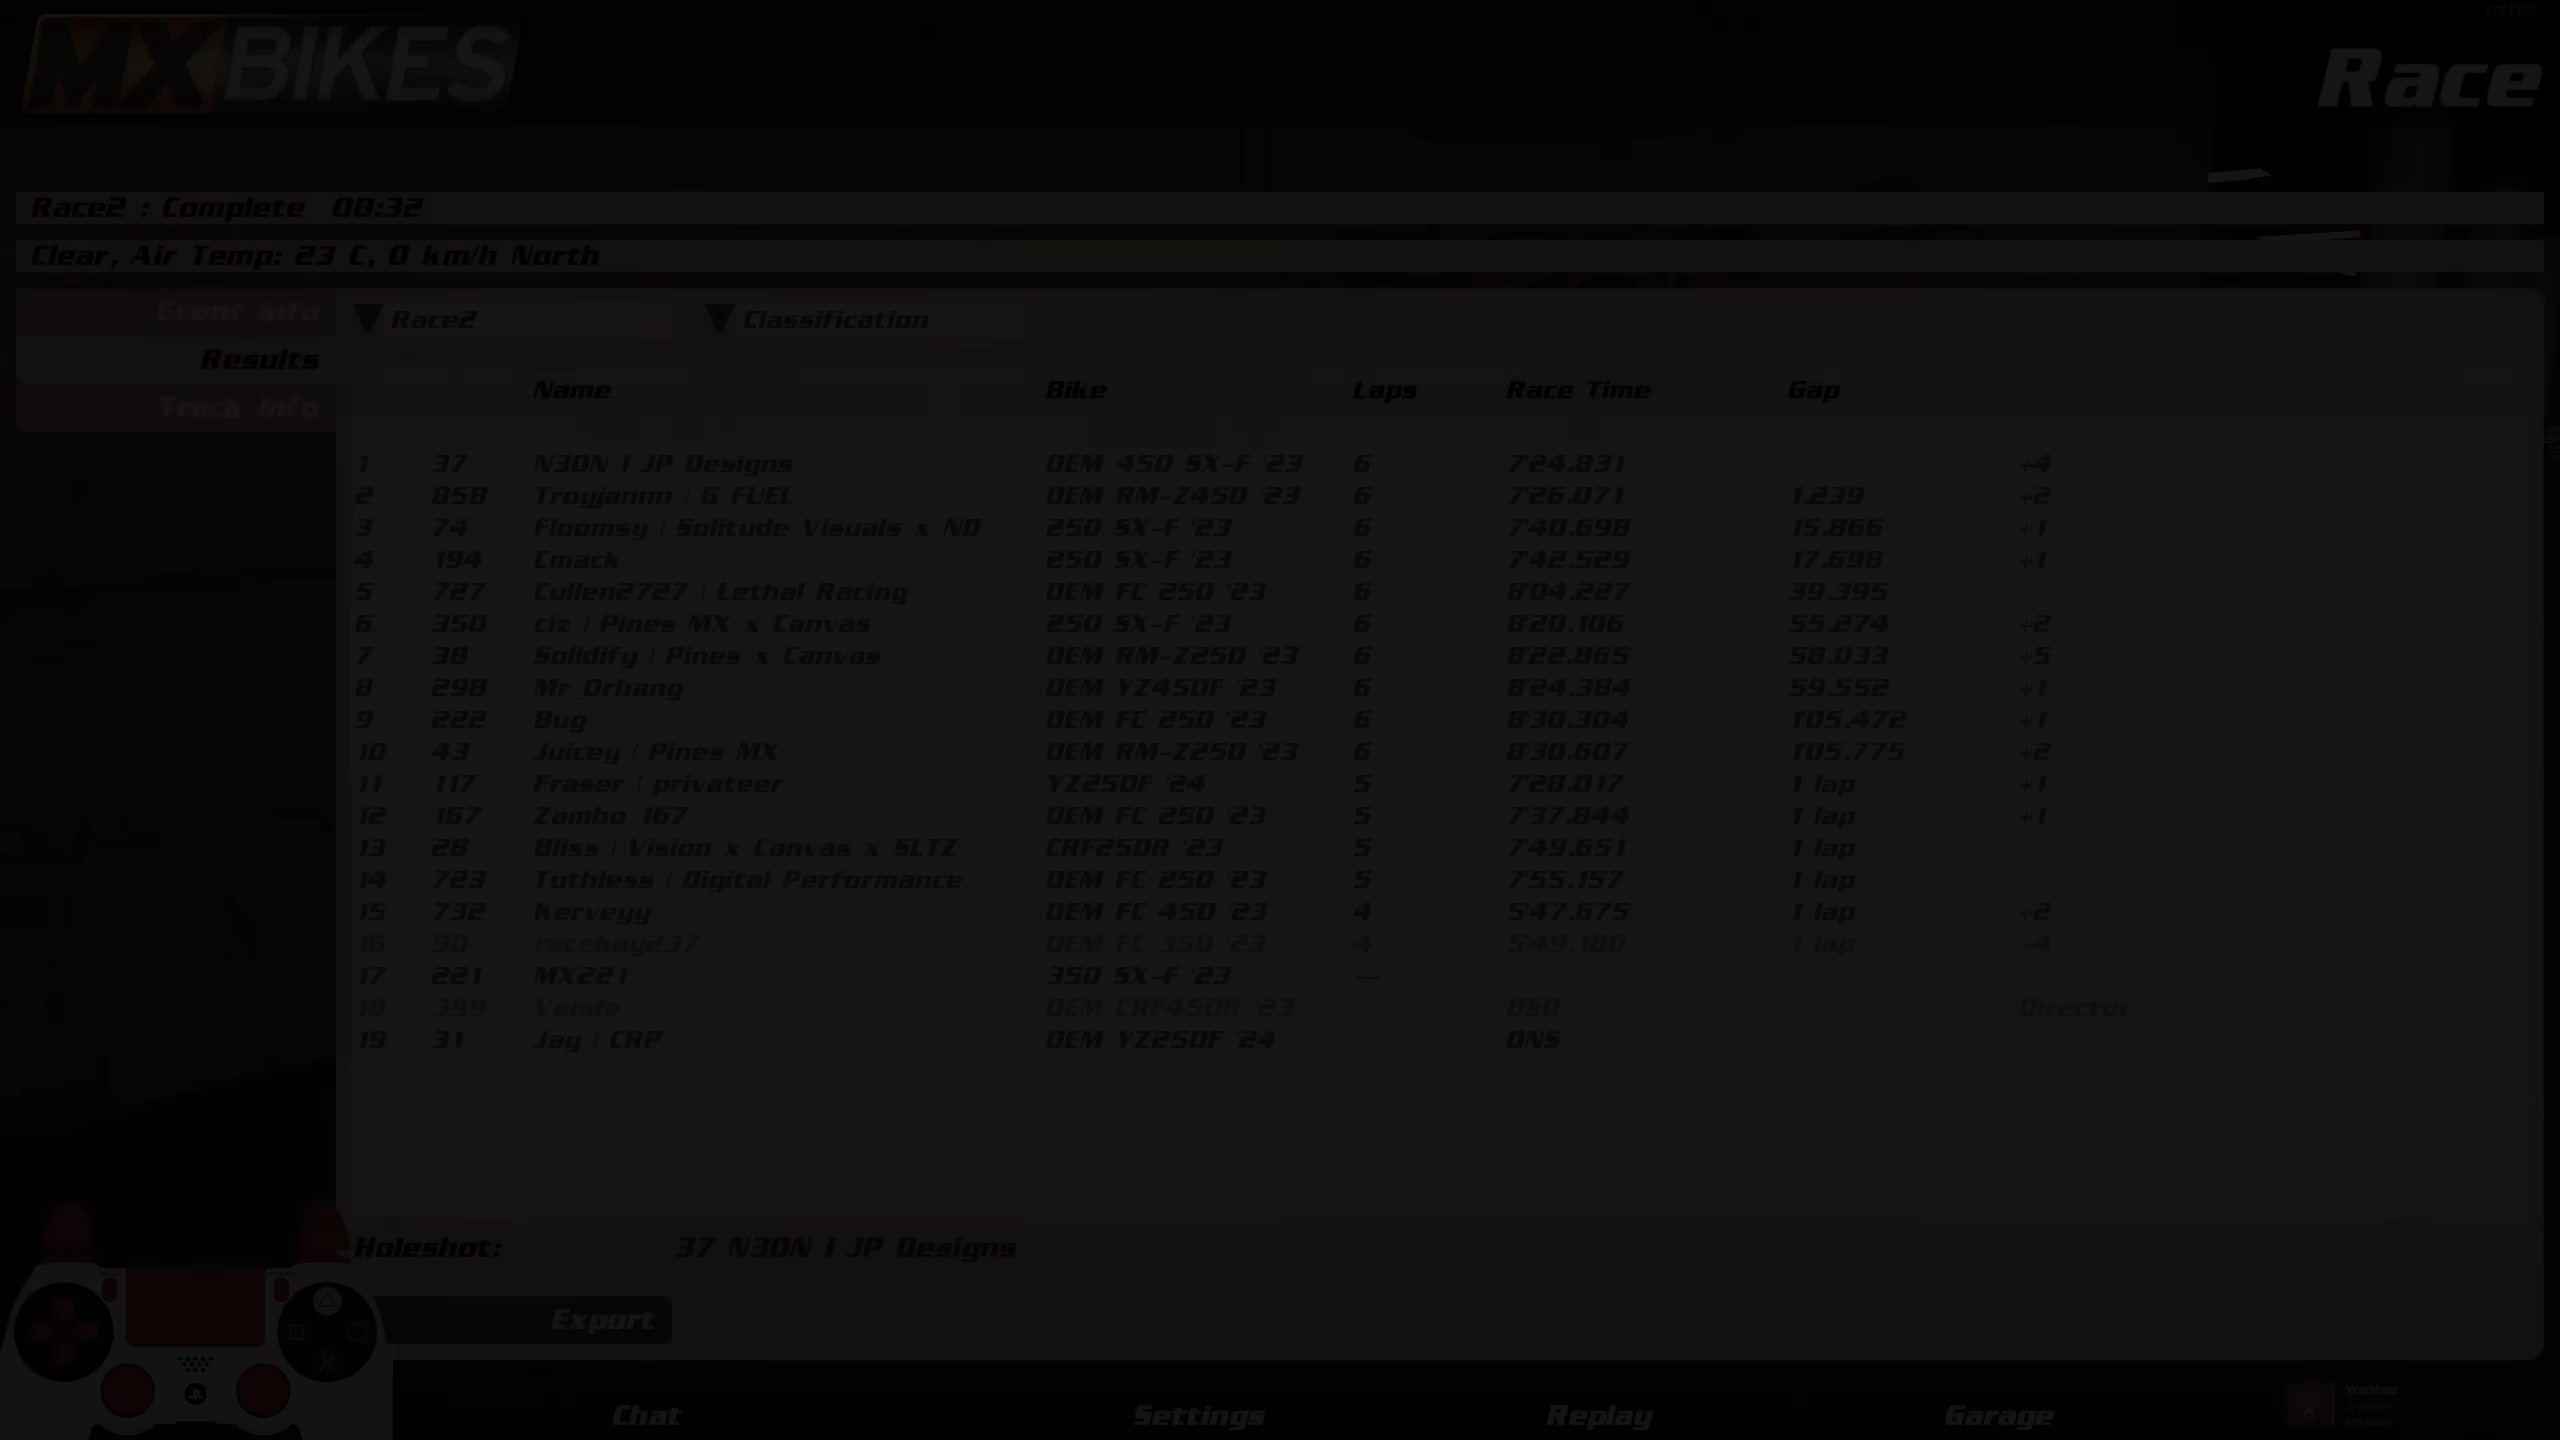 MXBIKES
Race
Race2 : Complete 08:32
Clear, Air Temp: 23 C, 0 km/h North
Event Info
Results
Track Info
Race2 Classification
Name Bike Laps Race Time Gap
1 37 N30N | JP Designs OEM 450 SX-F '23 6 7'24.831 +4
2 858 Troyjannn | G FUEL OEM RM-Z450 '23 6 7'26.071 1.239 +2
3 74 Floomsy | Solitude Visuals x NO 250 SX-F '23 6 7'40.698 15.866 +1
4 194 Cmack 250 SX-F '23 6 7'42.529 17.698 +1
5 727 Cullen2727 | Lethal Racing OEM FC 250 '23 6 8'04.227 39.395
6 350 ciz | Pines MX x Canvas 250 SX-F '23 6 8'20.106 55.274 +2
7 38 Solidify | Pines x Canvas OEM RM-Z250 '23 6 8'22.865 58.033 +5
8 298 Mr_Drhang OEM YZ450F '23 6 8'24.384 59.552 +1
9 222 Bug OEM FC 250 '23 6 8'30.304 1'05.472 +1
10 43 Juicey | Pines MX OEM RM-Z250 '23 6 8'30.607 1'05.775 +2
11 117 Fraser | privateer YZ250F '24 5 7'28.017 1 lap +1
12 167 Zambo 167 OEM FC 250 '23 5 7'37.844 1 lap +1
13 28 Bliss | Vision x Canvas x SLTZ CRF250R '23 5 7'49.651 1 lap
14 723 Tuthless | Digital Performance OEM FC 250 '23 5 7'55.157 1 lap
15 732 Kerveyy OEM FC 450 '23 4 5'47.675 1 lap +2
16 90 raceboy237 OEM FC 350 '23 4 5'49.180 1 lap +4
17 221 MX221 350 SX-F '23 —
18 399 Vande OEM CRF450R '23 DSQ Director
19 31 Jay | CRP OEM YZ250F '24 DNS
Holeshot: 37 N30N | JP Designs
Export
Chat Settings Replay Garage